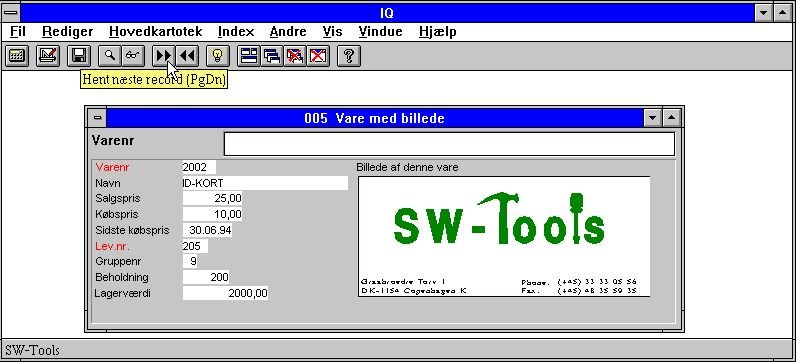 IQ
Fil Rediger Hovedkartotek Index Andre Vis Vindue Hjælp
?
Hent næste record (PgDn)
005 Vare med billede
Varenr
Varenr 2002
Navn ID-KORT
Salgspris 25,00
Købspris 10,00
Sidste købspris 30.06.94
Lev.nr. 205
Gruppenr 9
Beholdning 200
Lagerværdi 2000,00
Billede af denne vare
SW-Tools
Graabroedre Torv 1 Phone. (+45) 33 33 05 56
DK-1154 Copenhagen K Fax. (+45) 48 35 59 35
SW-Tools